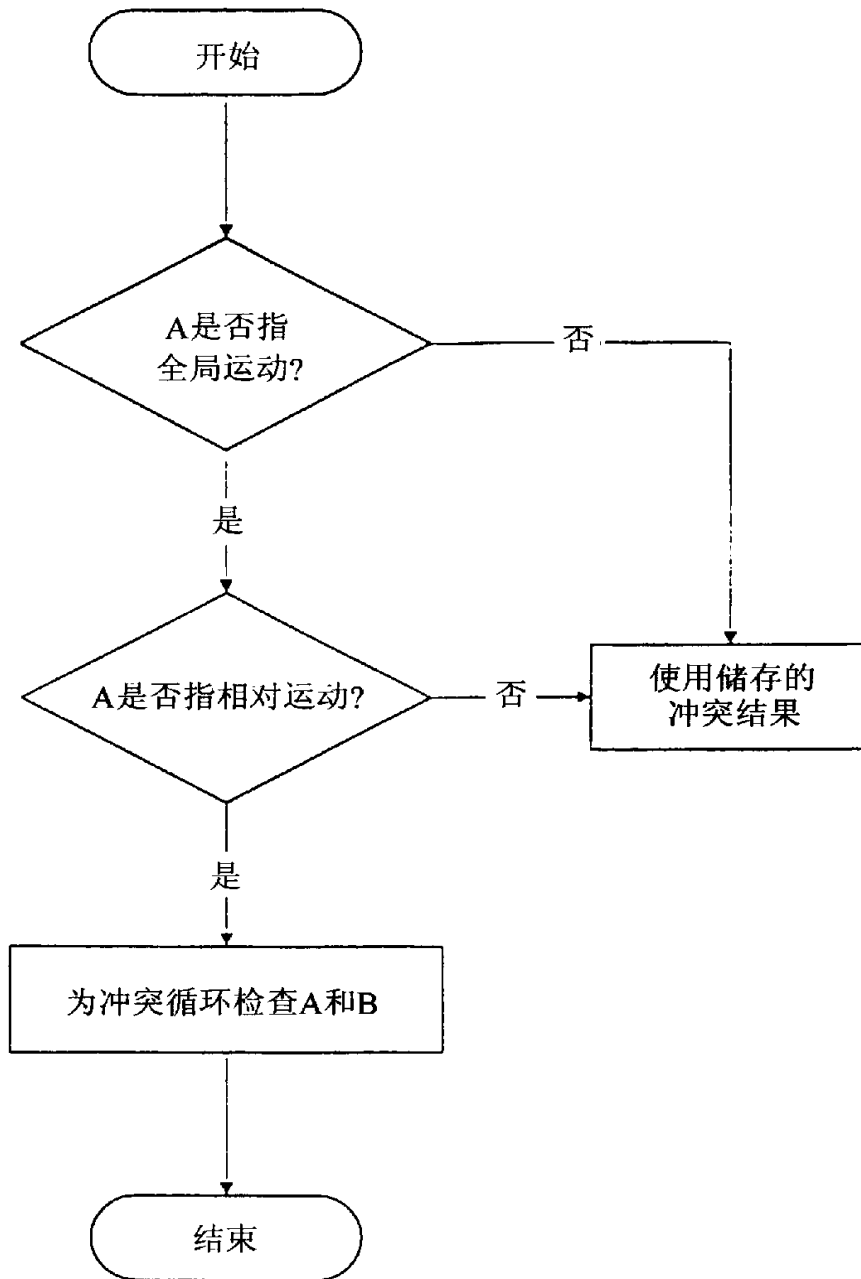 开始
A是否指
全局运动?
否
是
A是否指相对运动?
否
使用储存的
冲突结果
是
为冲突循环检查A和B
结束